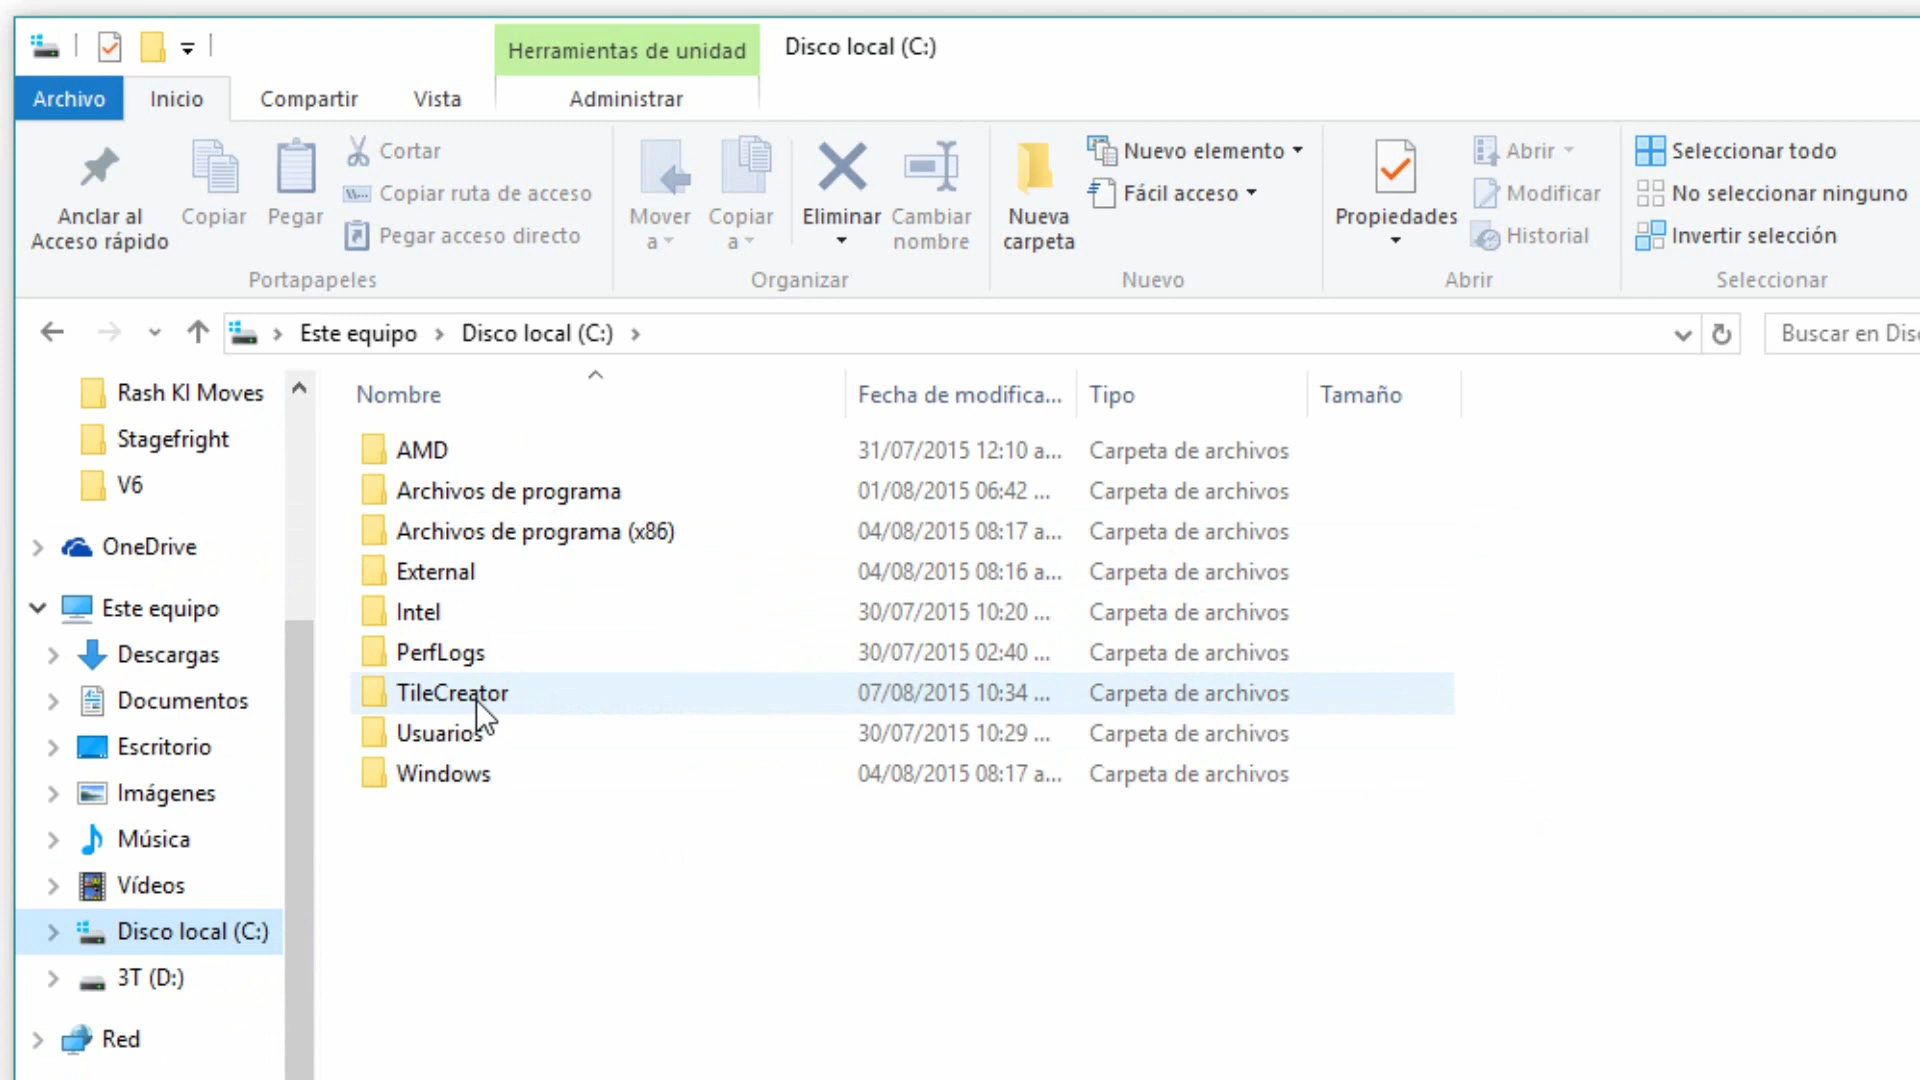 Herramientas de unidad
Disco local (C:)
Archivo
Inicio
Compartir
Vista
Administrar
Anclar al
Acceso rápido
Copiar
Pegar
Cortar
Copiar ruta de acceso
Pegar acceso directo
Portapapeles
Mover
a
Copiar
a
Eliminar
Cambiar
nombre
Organizar
Nueva
carpeta
Nuevo elemento
Fácil acceso
Nuevo
Propiedades
Abrir
Modificar
Historial
Abrir
Seleccionar todo
No seleccionar ninguno
Invertir selección
Seleccionar
Este equipo > Disco local (C:) >
Buscar en Disc
Rash KI Moves
Stagefright
V6
OneDrive
Este equipo
Descargas
Documentos
Escritorio
Imágenes
Música
Vídeos
Disco local (C:)
3T (D:)
Red
Nombre Fecha de modifica... Tipo Tamaño
AMD 31/07/2015 12:10 a... Carpeta de archivos
Archivos de programa 01/08/2015 06:42 ... Carpeta de archivos
Archivos de programa (x86) 04/08/2015 08:17 a... Carpeta de archivos
External 04/08/2015 08:16 a... Carpeta de archivos
Intel 30/07/2015 10:20 ... Carpeta de archivos
PerfLogs 30/07/2015 02:40 ... Carpeta de archivos
TileCreator 07/08/2015 10:34 ... Carpeta de archivos
Usuarios 30/07/2015 10:29 ... Carpeta de archivos
Windows 04/08/2015 08:17 a... Carpeta de archivos